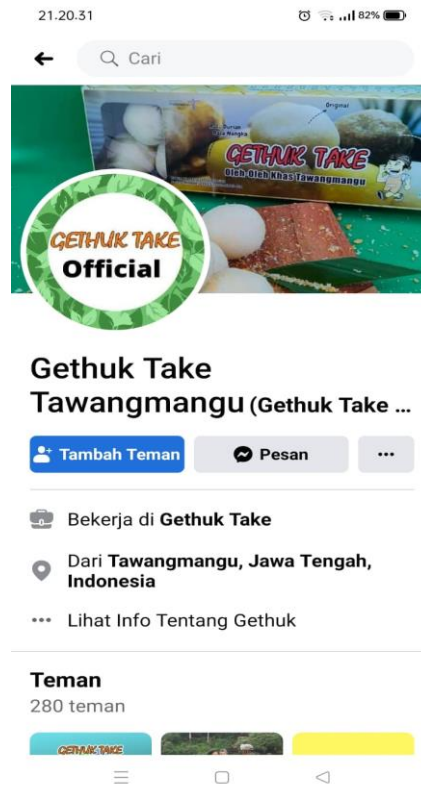 21.20.31
82%
Cari
Original
GETHUK TAKE
Oleh-Oleh Khas Tawangmangu
GETHUK TAKE
Official
Gethuk Take
Tawangmangu (Gethuk Take ...
Tambah Teman
Pesan
Bekerja di Gethuk Take
Dari Tawangmangu, Jawa Tengah,
Indonesia
Lihat Info Tentang Gethuk
Teman
280 teman
GETHUK TAKE